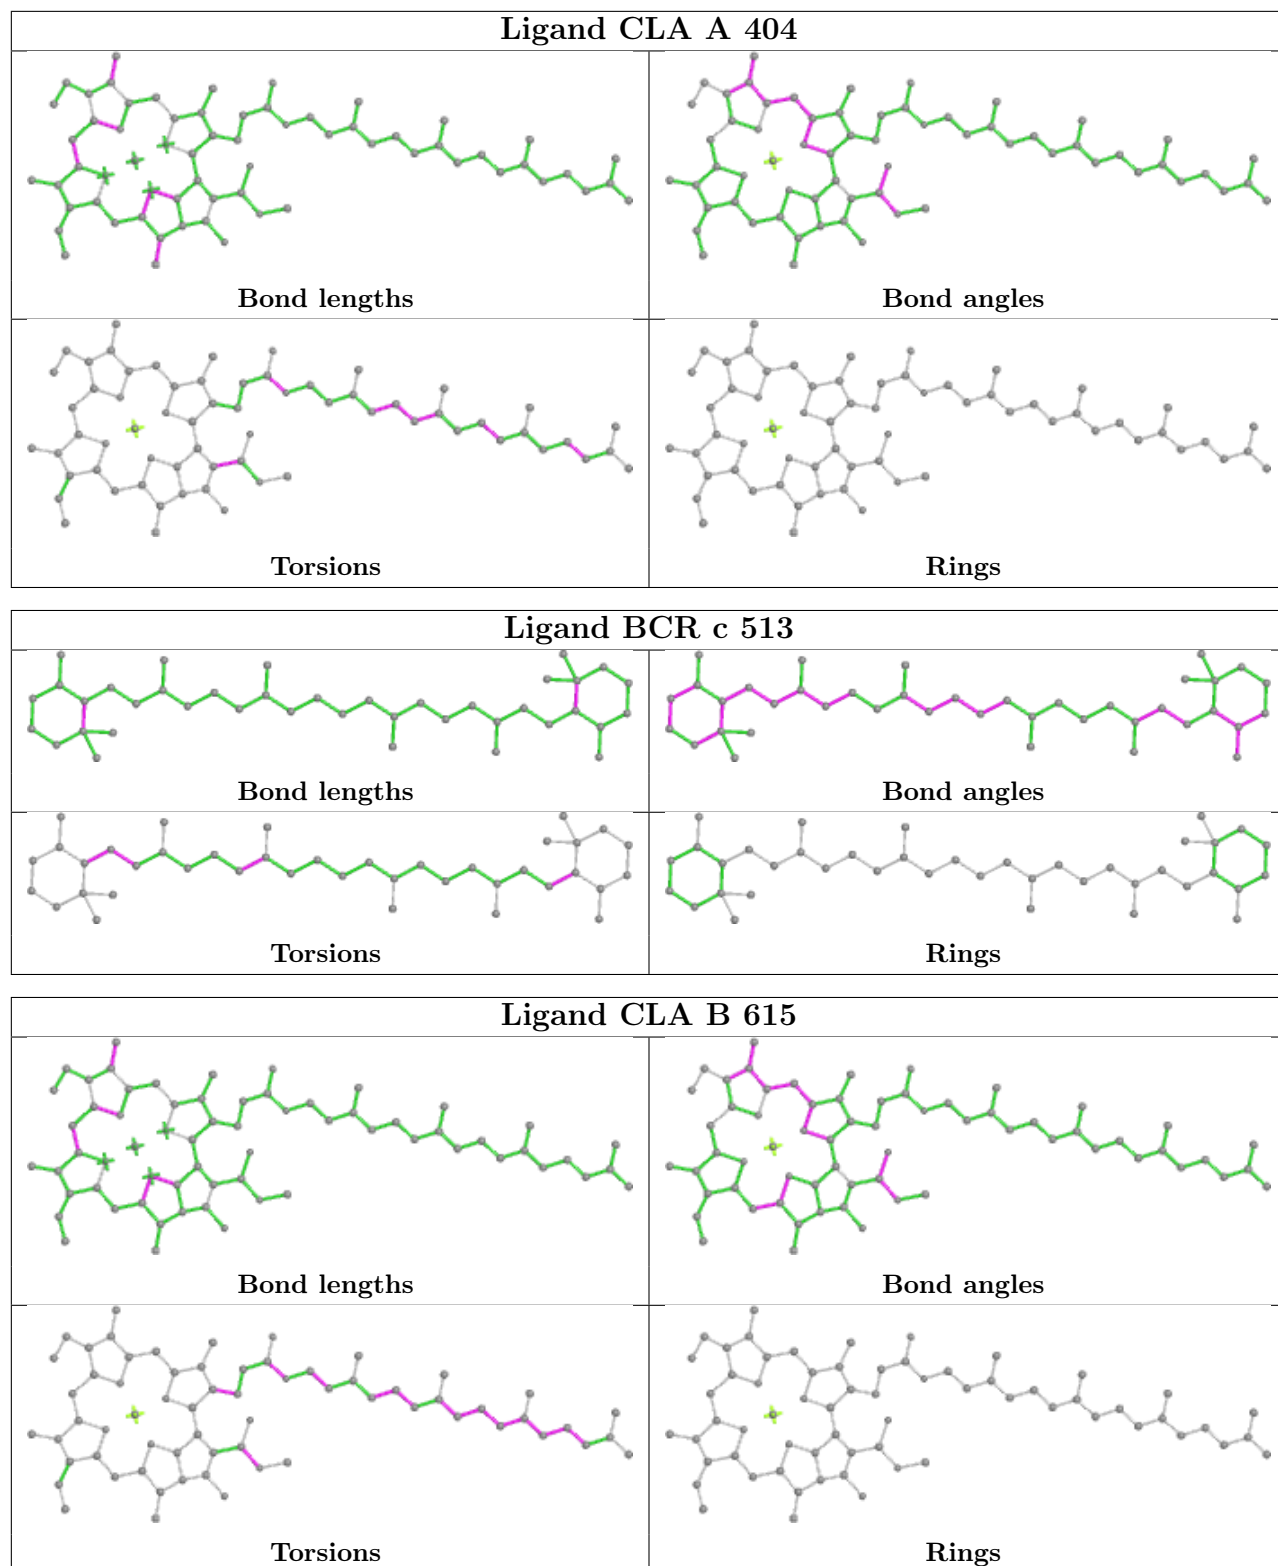 Ligand CLA A 404
Bond lengths
Bond angles
Torsions
Rings
Ligand BCR c 513
Bond lengths
Bond angles
Torsions
Rings
Ligand CLA B 615
Bond lengths
Bond angles
Torsions
Rings